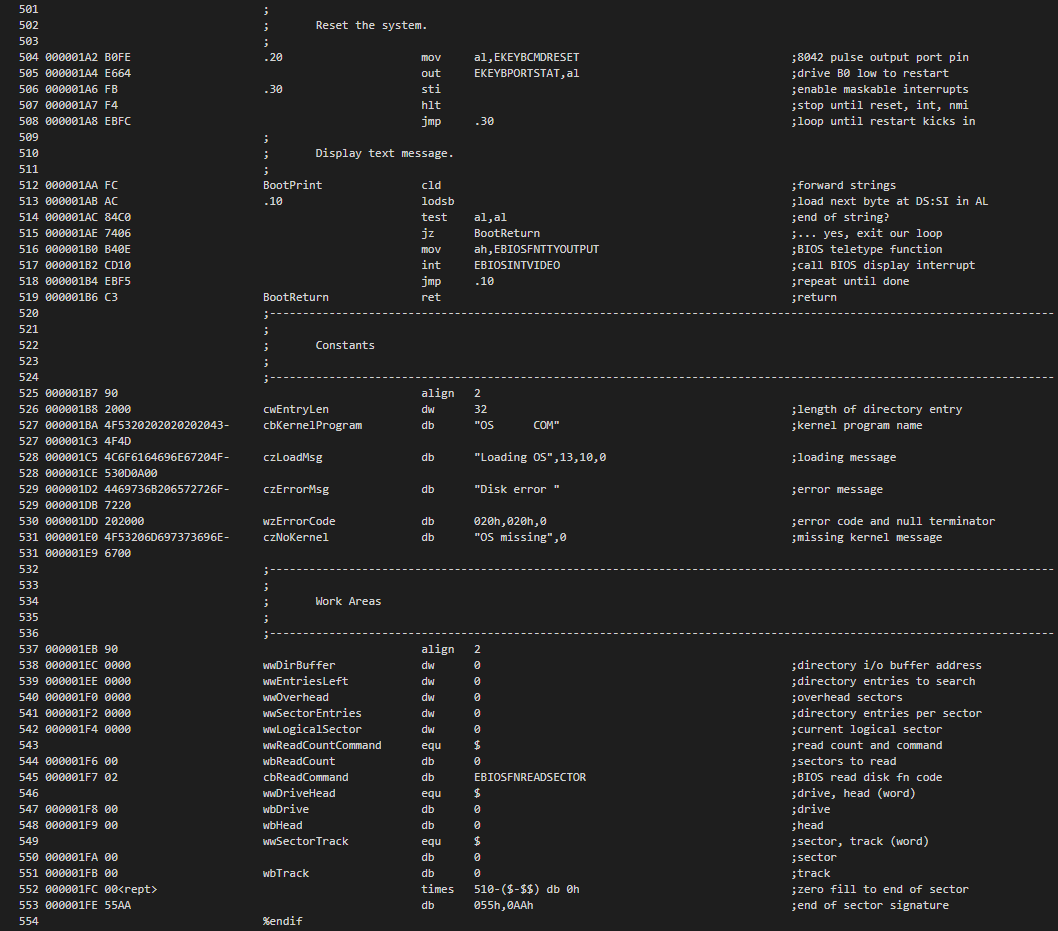 501                                     ;
502                                     ;       Reset the system.
503                                     ;
504 000001A2 B0FE                       .20                     mov     al,EKEYBCMDRESET                                ;8042 pulse output port pin
505 000001A4 E664                                               out     EKEYBPORTSTAT,al                                ;drive B0 low to restart
506 000001A6 FB                         .30                     sti                                                     ;enable maskable interrupts
507 000001A7 F4                                                 hlt                                                     ;stop until reset, int, nmi
508 000001A8 EBFC                                               jmp     .30                                             ;loop until restart kicks in
509                                     ;
510                                     ;       Display text message.
511                                     ;
512 000001AA FC                         BootPrint               cld                                                     ;forward strings
513 000001AB AC                         .10                     lodsb                                                   ;load next byte at DS:SI in AL
514 000001AC 84C0                                               test    al,al                                           ;end of string?
515 000001AE 7406                                               jz      BootReturn                                      ;... yes, exit our loop
516 000001B0 B40E                                               mov     ah,EBIOSFNTTYOUTPUT                             ;BIOS teletype function
517 000001B2 CD10                                               int     EBIOSINTVIDEO                                   ;call BIOS display interrupt
518 000001B4 EBF5                                               jmp     .10                                             ;repeat until done
519 000001B6 C3                         BootReturn              ret                                                     ;return
520                                     ;-----------------------------------------------------------------------------------------------------------------------
521                                     ;
522                                     ;       Constants
523                                     ;
524                                     ;-----------------------------------------------------------------------------------------------------------------------
525 000001B7 90                                                 align   2
526 000001B8 2000                       cwEntryLen              dw      32                                              ;length of directory entry
527 000001BA 4F5320202020202043-        cbKernelProgram         db      "OS      COM"                                   ;kernel program name
527 000001C3 4F4D
528 000001C5 4C6F6164696E67204F-        czLoadMsg               db      "Loading OS",13,10,0                            ;loading message
528 000001CE 530D0A00
529 000001D2 4469736B206572726F-        czErrorMsg              db      "Disk error "                                   ;error message
529 000001DB 7220
530 000001DD 202000                     wzErrorCode             db      020h,020h,0                                     ;error code and null terminator
531 000001E0 4F53206D697373696E-        czNoKernel              db      "OS missing",0                                  ;missing kernel message
531 000001E9 6700
532                                     ;-----------------------------------------------------------------------------------------------------------------------
533                                     ;
534                                     ;       Work Areas
535                                     ;
536                                     ;-----------------------------------------------------------------------------------------------------------------------
537 000001EB 90                                                 align   2
538 000001EC 0000                       wwDirBuffer             dw      0                                               ;directory i/o buffer address
539 000001EE 0000                       wwEntriesLeft           dw      0                                               ;directory entries to search
540 000001F0 0000                       wwOverhead              dw      0                                               ;overhead sectors
541 000001F2 0000                       wwSectorEntries         dw      0                                               ;directory entries per sector
542 000001F4 0000                       wwLogicalSector         dw      0                                               ;current logical sector
543                                     wwReadCountCommand      equ     $                                               ;read count and command
544 000001F6 00                         wbReadCount             db      0                                               ;sectors to read
545 000001F7 02                         cbReadCommand           db      EBIOSFNREADSECTOR                               ;BIOS read disk fn code
546                                     wwDriveHead             equ     $                                               ;drive, head (word)
547 000001F8 00                         wbDrive                 db      0                                               ;drive
548 000001F9 00                         wbHead                  db      0                                               ;head
549                                     wwSectorTrack           equ     $                                               ;sector, track (word)
550 000001FA 00                                                 db      0                                               ;sector
551 000001FB 00                         wbTrack                 db      0                                               ;track
552 000001FC 00<rept>                                           times   510-($-$$) db 0h                                ;zero fill to end of sector
553 000001FE 55AA                                               db      055h,0AAh                                       ;end of sector signature
554                                     %endif